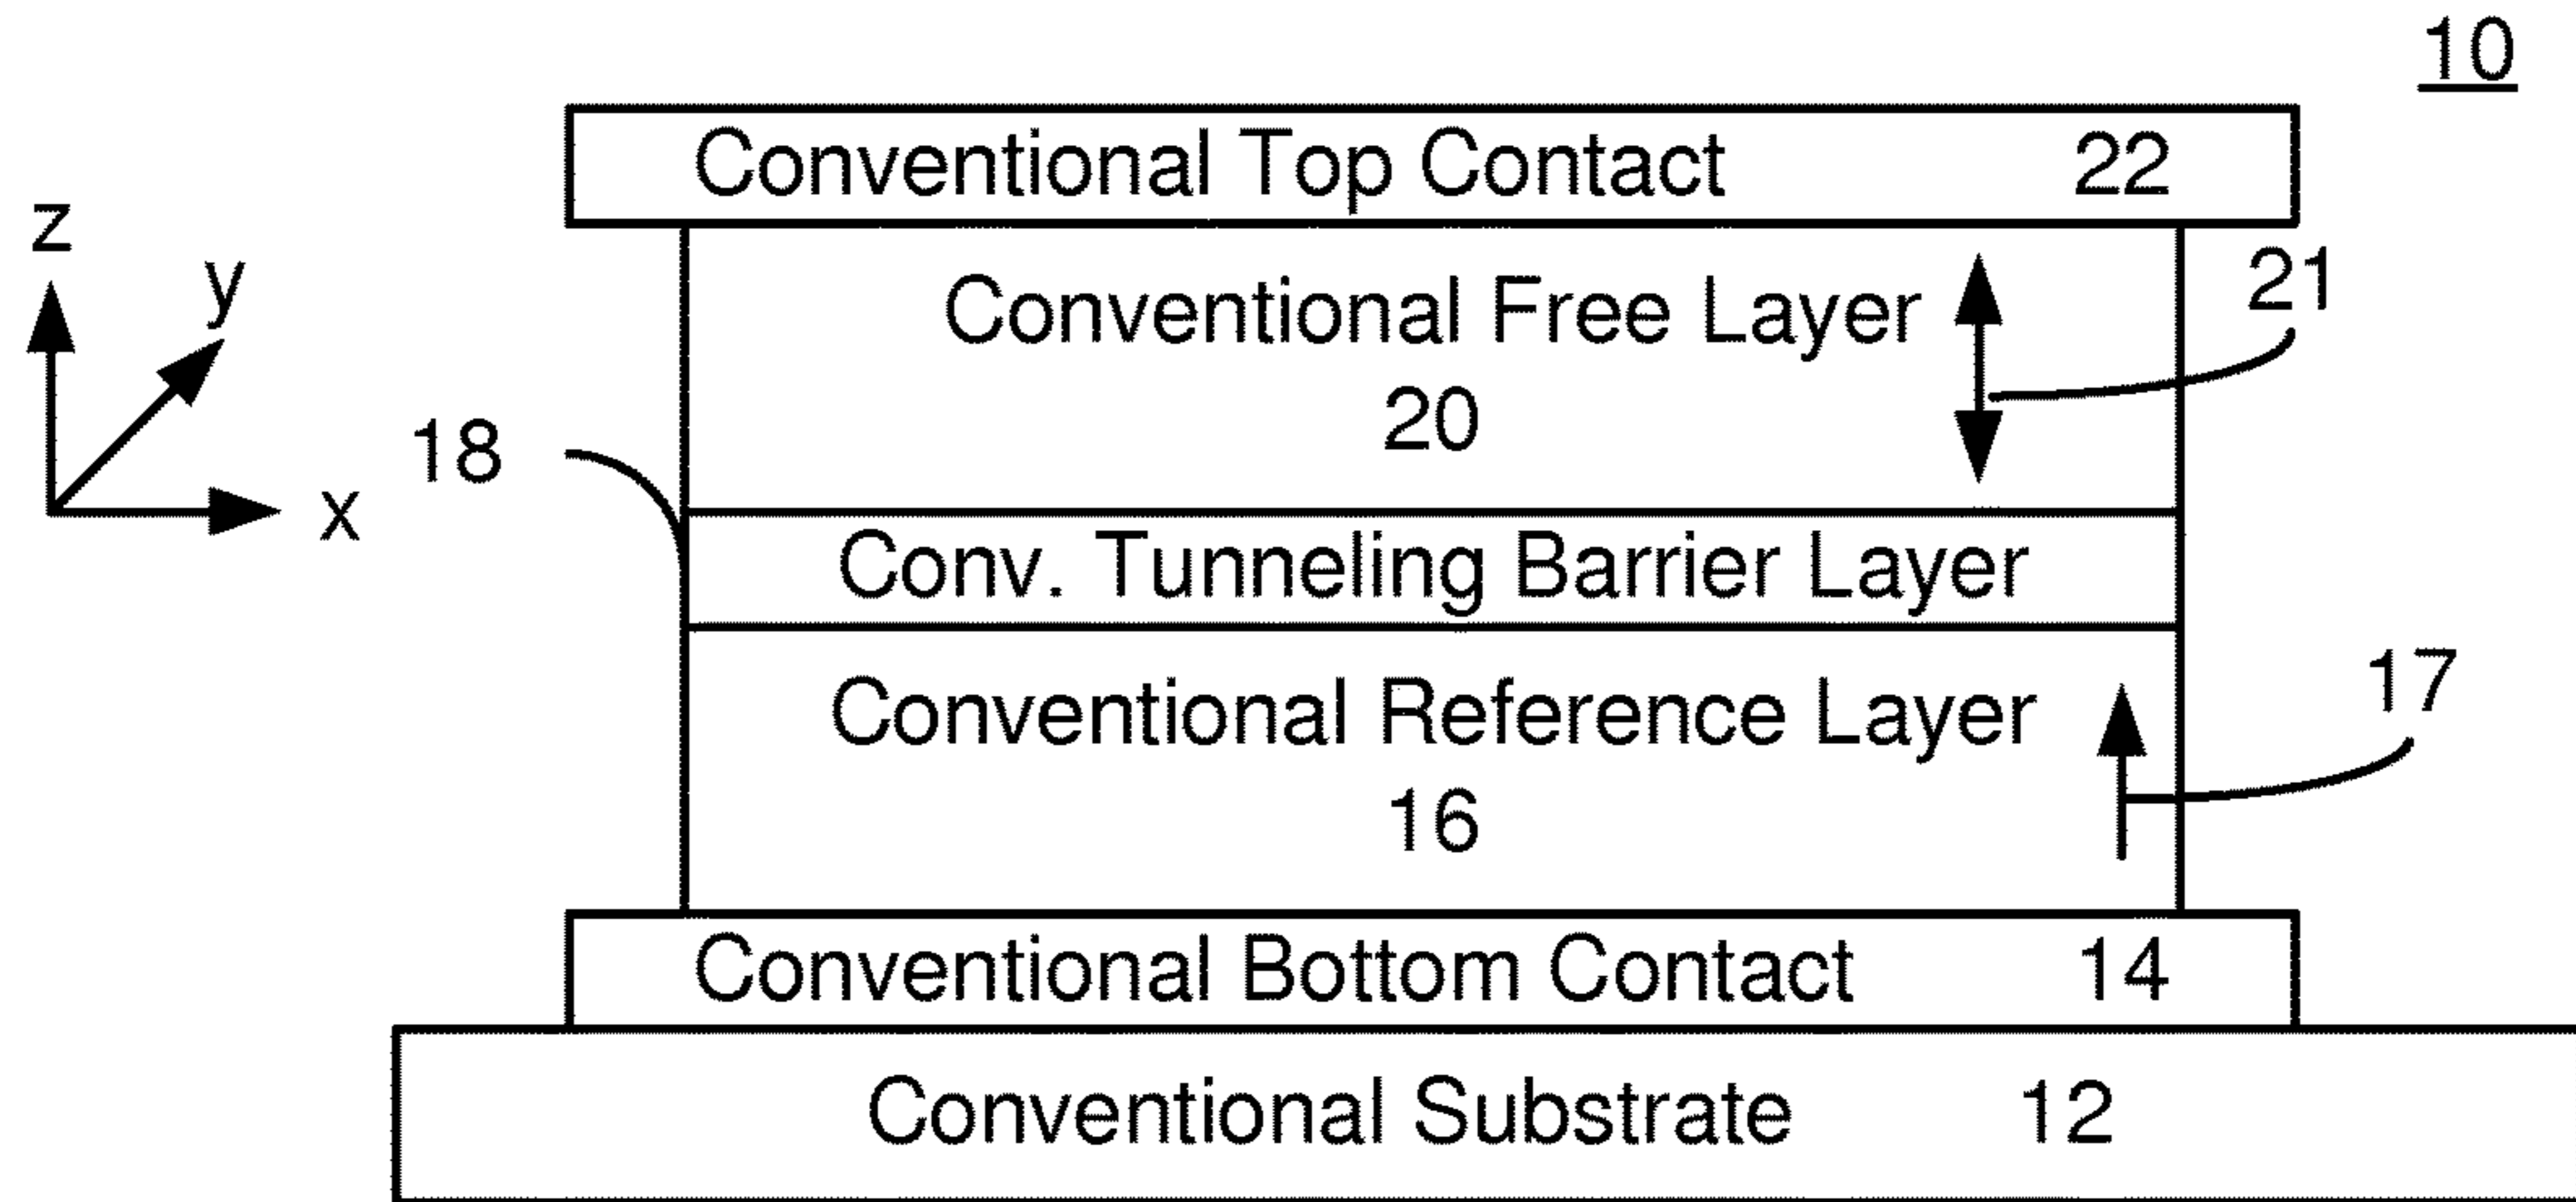 10
Conventional Top Contact 22
z
y
x
Conventional Free Layer
20
21
18
Conv. Tunneling Barrier Layer
Conventional Reference Layer
16
17
Conventional Bottom Contact 14
Conventional Substrate 12